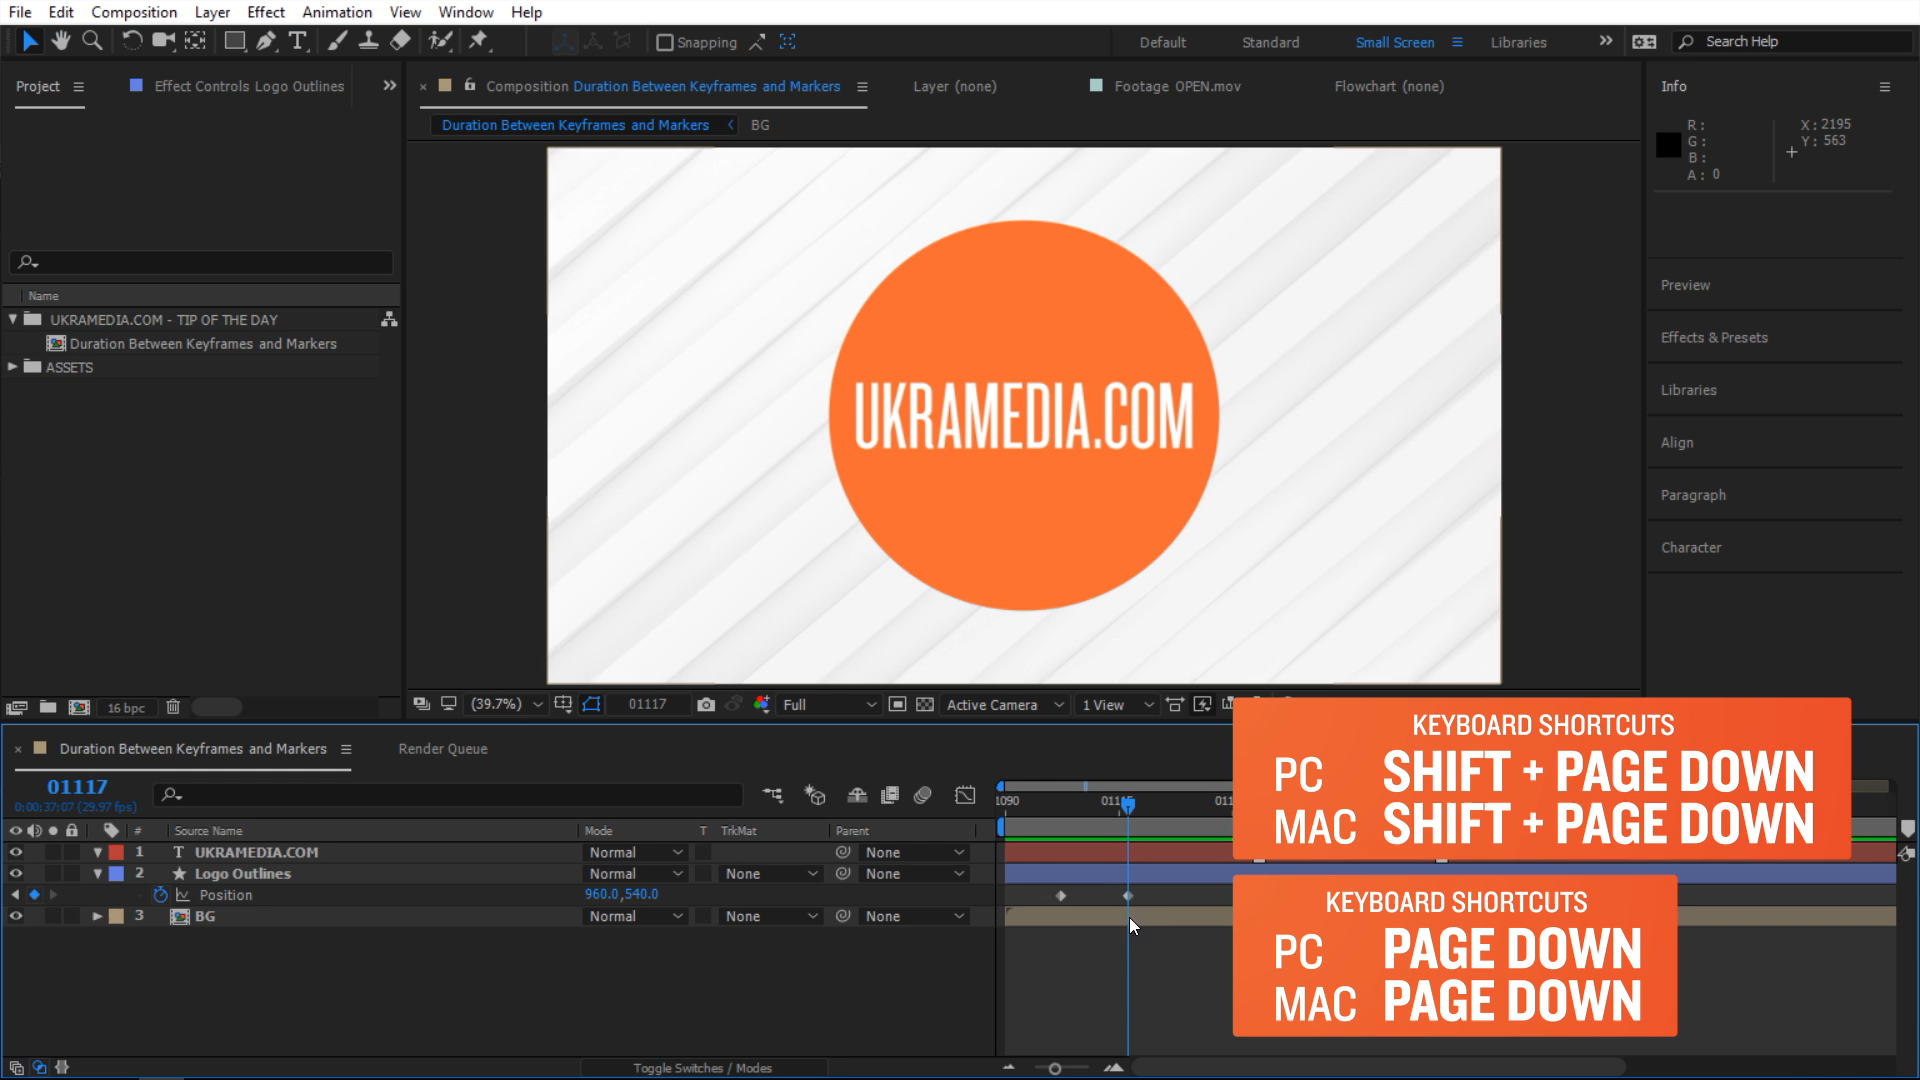 File Edit Composition Layer Effect Animation View Window Help
Snapping Default Standard Small Screen Libraries Search Help
Project Effect Controls Logo Outlines
Composition Duration Between Keyframes and Markers Layer (none) Footage OPEN.mov Flowchart (none)
Duration Between Keyframes and Markers BG
Info
R:
G:
B:
A: 0
X: 2195
Y: 563
UKRAMEDIA.COM
Name
UKRAMEDIA.COM - TIP OF THE DAY
Duration Between Keyframes and Markers
ASSETS
Preview
Effects & Presets
Libraries
Align
Paragraph
Character
16 bpc
(39.7%) 01117 Full Active Camera 1 View
Duration Between Keyframes and Markers Render Queue
01117
0:00:37:07 (29.97 fps)
# Source Name Mode T TrkMat Parent
1090 01115
1 T UKRAMEDIA.COM Normal None
2 Logo Outlines Normal None None
Position 960.0,540.0
3 BG Normal None None
Toggle Switches / Modes
KEYBOARD SHORTCUTS
PC SHIFT + PAGE DOWN
MAC SHIFT + PAGE DOWN
KEYBOARD SHORTCUTS
PC PAGE DOWN
MAC PAGE DOWN